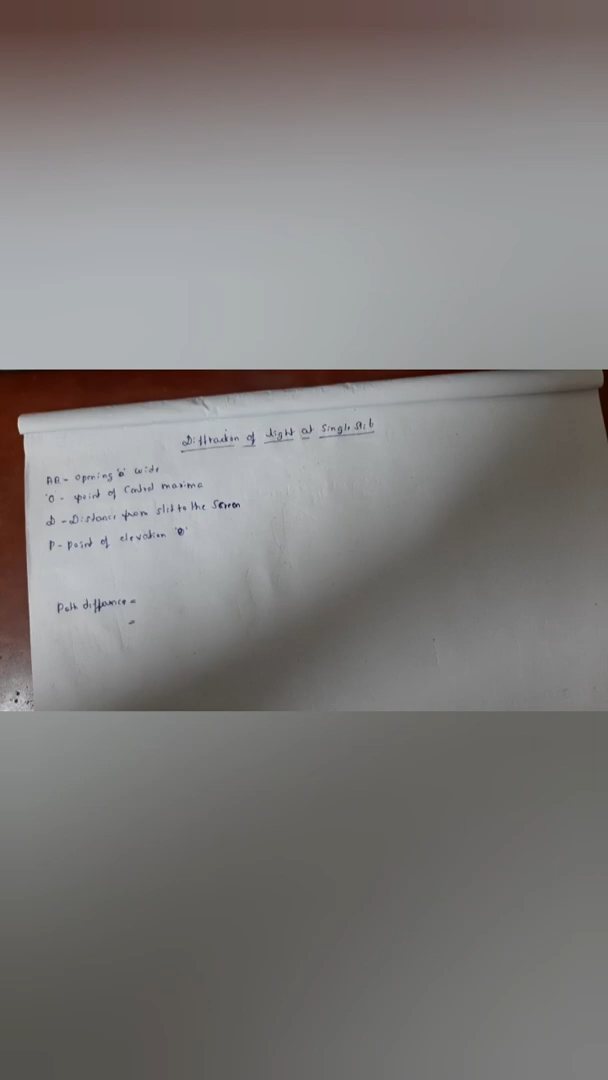 Diffraction of light at single slit
AB - opening 'a' wide
'O - point of Central maxima
D - Distance from slit to the Screen
P - point of elevation 'θ'
Path diffarence =
=